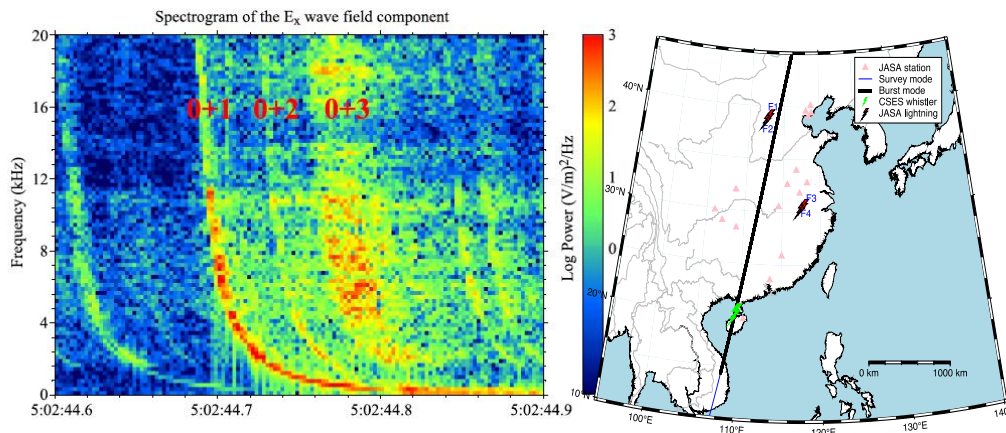 Spectrogram of the Ex wave field component
20
16
12
8
4
0
Frequency (kHz)
0+1 0+2 0+3
5:02:44.6 5:02:44.7 5:02:44.8 5:02:44.9
3
2
1
0
Log Power (V/m)²/Hz
JASA station
Survey mode
Burst mode
CSES whistler
JASA lightning
F1
F2
F3
F4
40°N
30°N
20°N
10°N
0 km 1000 km
100°E
110°E
120°E
130°E